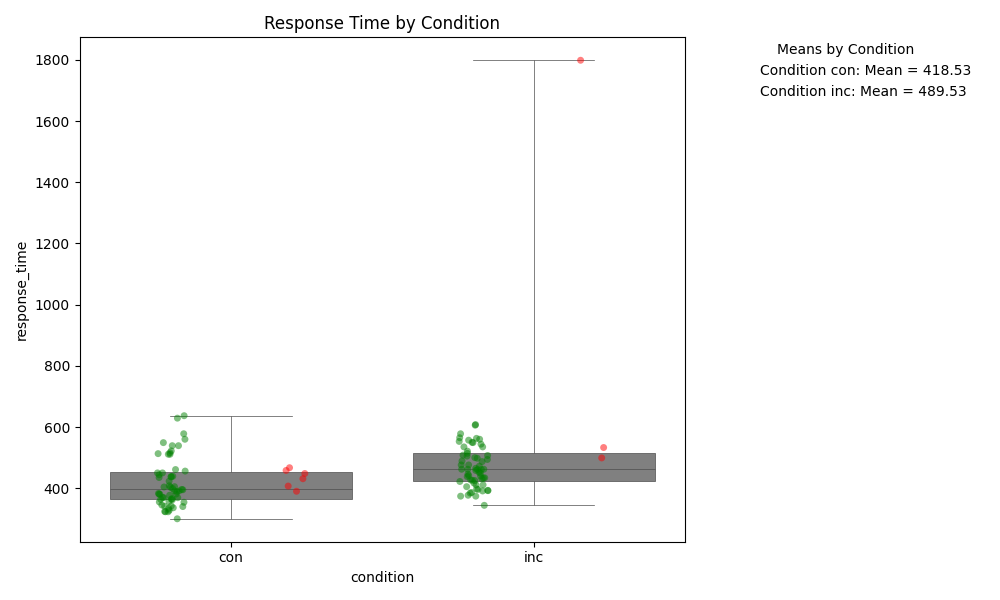 Response Time by Condition
Means by Condition
Condition con: Mean = 418.53
Condition inc: Mean = 489.53
response_time
1800
1600
1400
1200
1000
800
600
400
con inc
condition